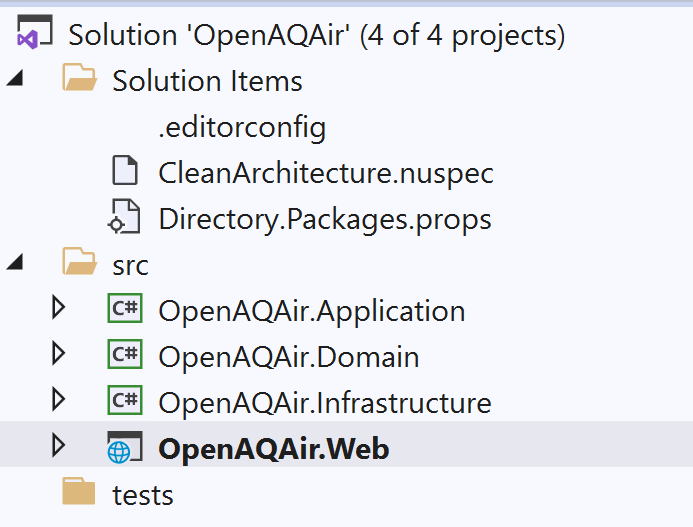 Solution 'OpenAQAir' (4 of 4 projects)
Solution Items
.editorconfig
CleanArchitecture.nuspec
Directory.Packages.props
src
C# OpenAQAir.Application
C# OpenAQAir.Domain
C# OpenAQAir.Infrastructure
OpenAQAir.Web
tests